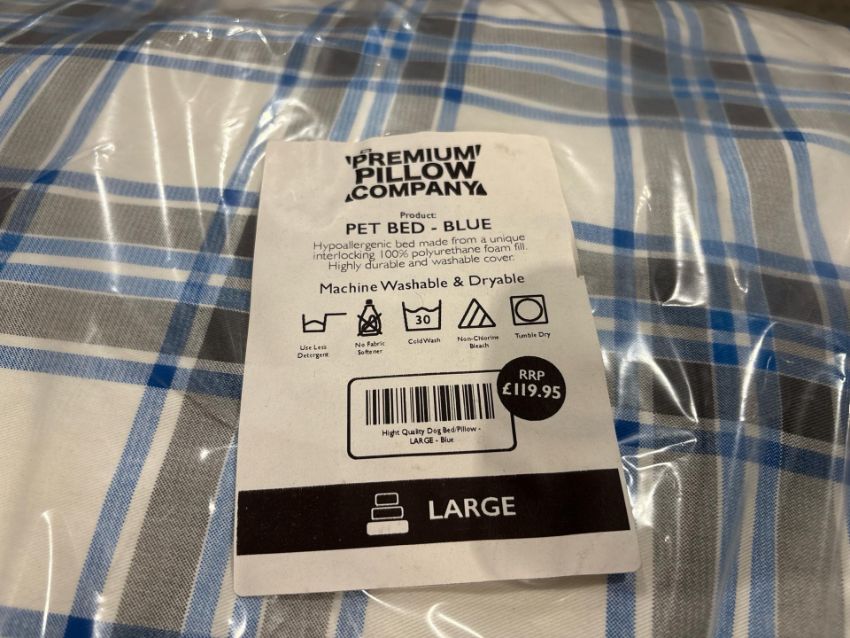 PREMIUM
PILLOW
COMPANY
Product:
PET BED - BLUE
Hypoallergenic bed made from a unique
interlocking 100% polyurethane foam fill.
Highly durable and washable cover.
Machine Washable & Dryable
30
Use Less
Detergent
No Fabric
Softener
Cold Wash
Non-Chlorine
Bleach
Tumble Dry
RRP
£119.95
Hight Quality Dog Bed/Pillow -
LARGE - Blue
LARGE